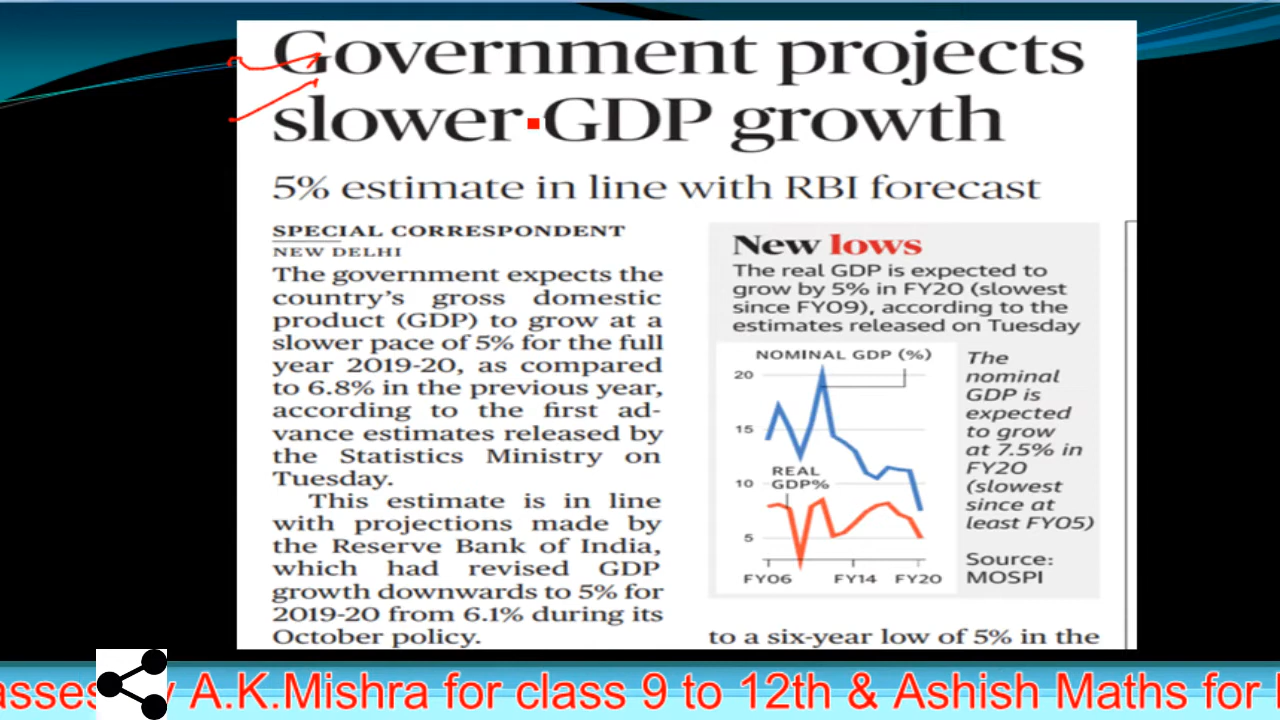 Government projects
slower GDP growth
5% estimate in line with RBI forecast
SPECIAL CORRESPONDENT
NEW DELHI
The government expects the
country's gross domestic
product (GDP) to grow at a
slower pace of 5% for the full
year 2019-20, as compared
to 6.8% in the previous year,
according to the first ad-
vance estimates released by
the Statistics Ministry on
Tuesday.
This estimate is in line
with projections made by
the Reserve Bank of India,
which had revised GDP
growth downwards to 5% for
2019-20 from 6.1% during its
October policy.
New lows
The real GDP is expected to
grow by 5% in FY20 (slowest
since FY09), according to the
estimates released on Tuesday
NOMINAL GDP (%)
20
15
10
5
REAL
GDP%
FY06 FY14 FY20
The
nominal
GDP is
expected
to grow
at 7.5% in
FY20
(slowest
since at
least FY05)
Source:
MOSPI
to a six-year low of 5% in the
A.K.Mishra for class 9 to 12th & Ashish Maths for